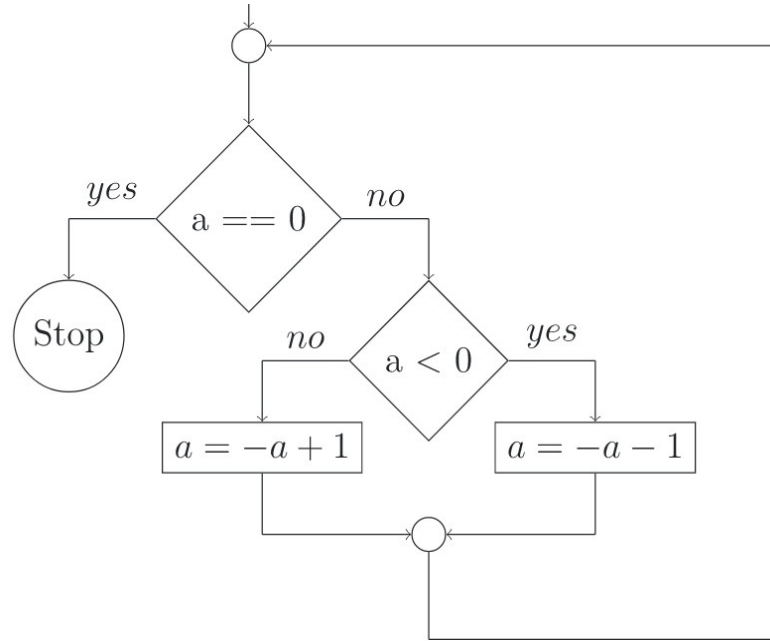 yes
a == 0
no
Stop
no
a < 0
yes
a = −a + 1
a = −a − 1